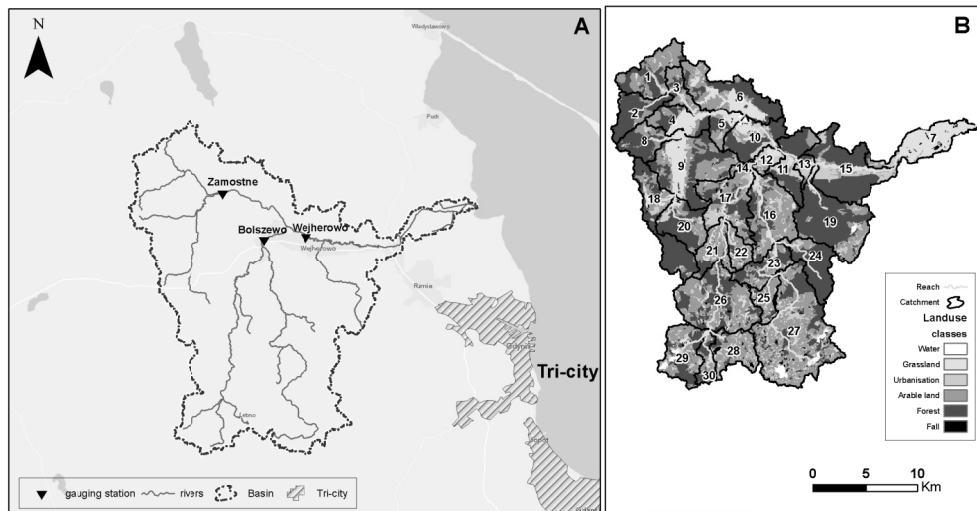 N
A
Władysławowo
Puck
Zamostne
Bolszewo
Wejherowo
Wejherowo
Rumia
Gdynia
Tri-city
Sopot
gauging station
rivers
Basin
Tri-city
B
1
3
2
6
4
5
7
8
10
9
12
13
15
14
11
17
18
16
19
20
21
22
24
23
26
25
27
29
28
30
Reach
Catchment
Landuse
classes
Water
Grassland
Urbanisation
Arable land
Forest
Fall
0 5 10
Km